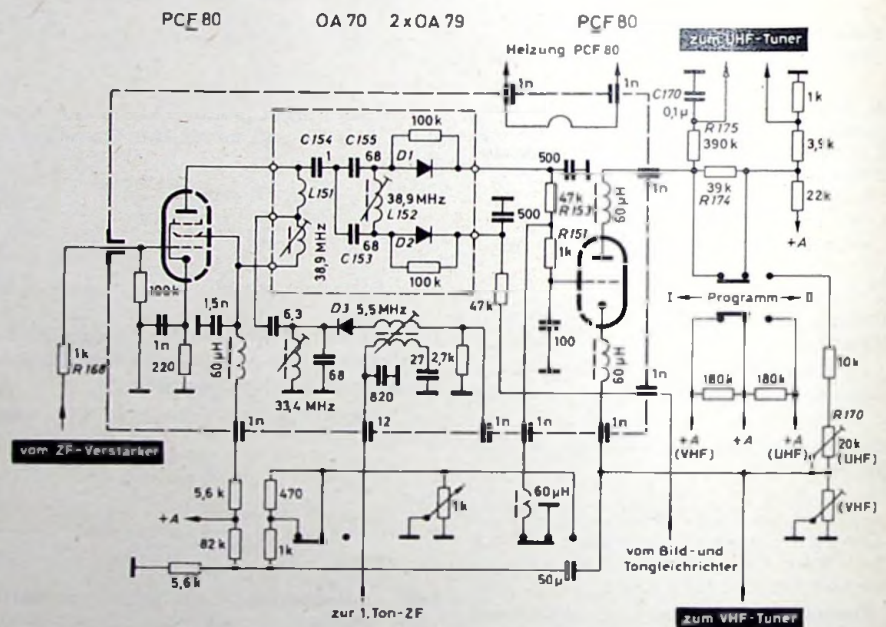 PCF 80 OA 70 2 x OA 79 PCF 80
zum UHF-Tuner
Heizung PCF 80
1n 1n
C170
0,1µ
1k
R175
390k
3,9k
100k
C154 C155
1 68 D1
500
1n
39k
R174
22k
+A
L151
38,9 MHz
L152
38,9 MHz
68
C153
D2
500
47k
R153
60µH
R151
1k
100k
I Programm II
100k
1,5n
47k
1n
220
60µH
6,3
D3 5,5 MHz
68
27
2,7k
820
100
60µH
1k
R168
33,4 MHz
10k
180k 180k
R170
20k
(UHF)
+A
(VHF)
+A
+A
(UHF)
vom ZF-Verstärker
1n 12 1n 1n 1n 1n
5,6k 470
+A
1k
60µH
(VHF)
82k 1k
5,6k
50µ
vom Bild-und
Tongleichrichter
zur 1. Ton-ZF
zum VHF-Tuner